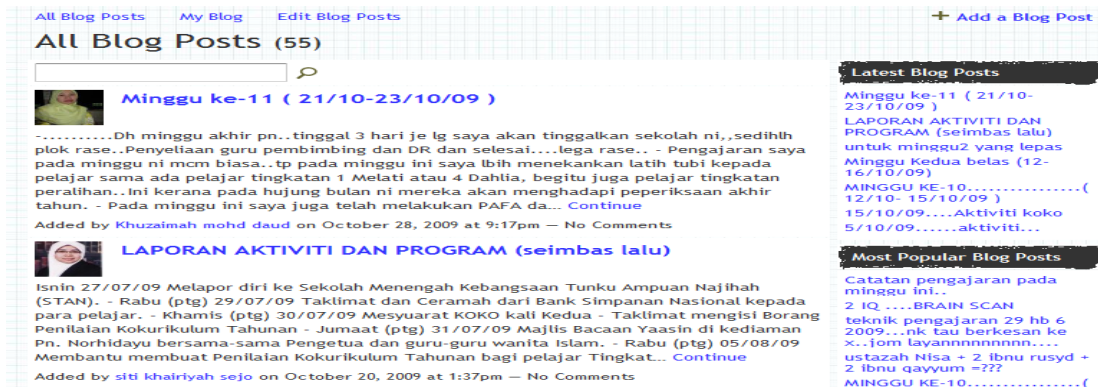 All Blog Posts My Blog Edit Blog Posts + Add a Blog Post
All Blog Posts (55)
Minggu ke-11 ( 21/10-23/10/09 )
-..........Dh minggu akhir pn..tinggal 3 hari je lg saya akan tinggalkan sekolah ni,,sedihlh
plok rase..Penyeliaan guru pembimbing dan DR dan selesai....lega rase.. - Pengajaran saya
pada minggu ni mcm biasa..tp pada minggu ini saya lbih menekankan latih tubi kepada
pelajar sama ada pelajar tingkatan 1 Melati atau 4 Dahlia, begitu juga pelajar tingkatan
peralihan..Ini kerana pada hujung bulan ni mereka akan menghadapi peperiksaan akhir
tahun. - Pada minggu ini saya juga telah melakukan PAFA da... Continue
Added by Khuzaimah mohd daud on October 28, 2009 at 9:17pm — No Comments
LAPORAN AKTIVITI DAN PROGRAM (seimbas lalu)
Isnin 27/07/09 Melapor diri ke Sekolah Menengah Kebangsaan Tunku Ampuan Najihah
(STAN). - Rabu (ptg) 29/07/09 Taklimat dan Ceramah dari Bank Simpanan Nasional kepada
para pelajar. - Khamis (ptg) 30/07/09 Mesyuarat KOKO kali Kedua - Taklimat mengisi Borang
Penilaian Kokurikulum Tahunan - Jumaat (ptg) 31/07/09 Majlis Bacaan Yaasin di kediaman
Pn. Norhidayu bersama-sama Pengetua dan guru-guru wanita Islam. - Rabu (ptg) 05/08/09
Membantu membuat Penilaian Kokurikulum Tahunan bagi pelajar Tingkat... Continue
Added by siti khairiyah sejo on October 20, 2009 at 1:37pm — No Comments
Latest Blog Posts
Minggu ke-11 ( 21/10-
23/10/09 )
LAPORAN AKTIVITI DAN
PROGRAM (seimbas lalu)
untuk minggu2 yang lepas
Minggu Kedua belas (12-
16/10/09)
MINGGU KE-10...............(
12/10- 15/10/09 )
15/10/09....Aktiviti koko
5/10/09......aktiviti...
Most Popular Blog Posts
Catatan pengajaran pada
minggu ini..
2 IQ ....BRAIN SCAN
teknik pengajaran 29 hb 6
2009...nk tau berkesan ke
x..jom layannnnnnnnn....
ustazah Nisa + 2 ibnu rusyd +
2 ibnu qayyum =???
MINGGU KE-10...............(